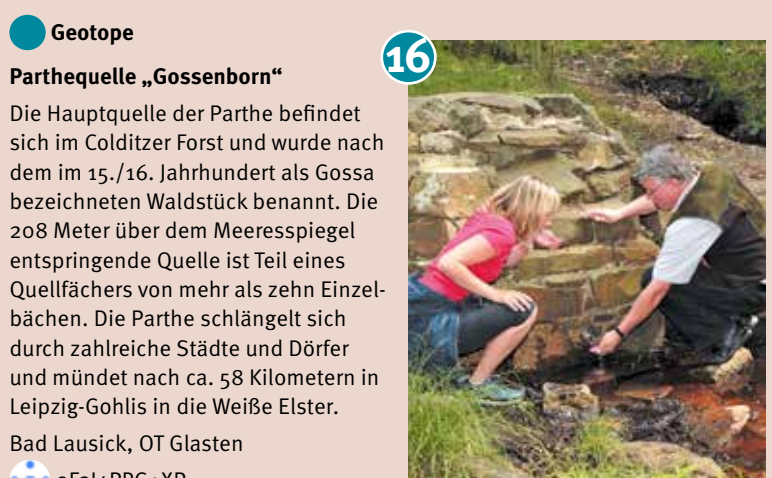 Geotope
16
Parthequelle „Gossenborn“
Die Hauptquelle der Parthe befindet
sich im Colditzer Forst und wurde nach
dem im 15./16. Jahrhundert als Gossa
bezeichneten Waldstück benannt. Die
208 Meter über dem Meeresspiegel
entspringende Quelle ist Teil eines
Quellfächers von mehr als zehn Einzel-
bächen. Die Parthe schlängelt sich
durch zahlreiche Städte und Dörfer
und mündet nach ca. 58 Kilometern in
Leipzig-Gohlis in die Weiße Elster.
Bad Lausick, OT Glasten